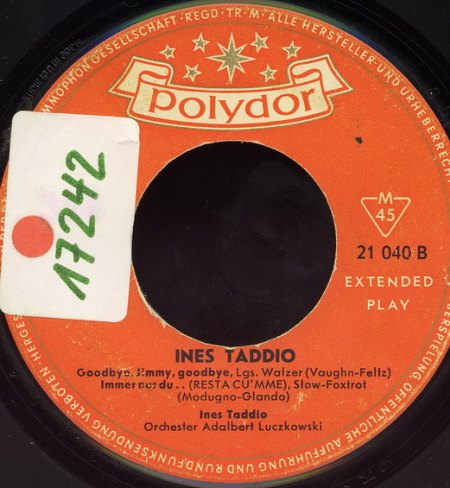 GRAMMOPHON GESELLSCHAFT · REGD · TR · M · ALLE HERSTELLER-UND URHEBERRECHTE
polydor
17242
M
45
21 040 B
EXTENDED
PLAY
INES TADDIO
Goodbye, Jimmy, goodbye, Lgs. Walzer (Vaughn-Feltz)
Immer nur du . . (RESTA CU'MME), Slow-Foxtrot
(Modugno-Glando)
Ines Taddio
Orchester Adalbert Luczkowski
ÖFFENTLICHE AUFFÜHRUNG UND RUNDFUNKSENDUNG VERBOTEN · HERGES